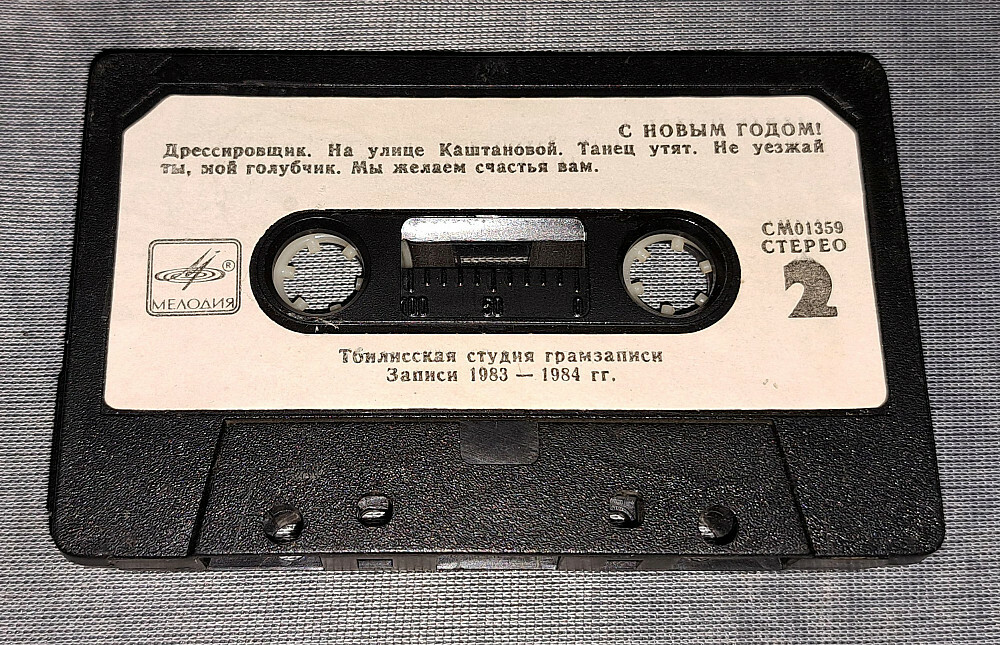 С НОВЫМ ГОДОМ!
Дрессировщик. На улице Каштановой. Танец утят. Не уезжай
ты, мой голубчик. Мы желаем счастья вам.
СМ01359
СТЕРЕО
2
®
МЕЛОДИЯ
100 50 0
Тбилисская студия грамзаписи
Записи 1983 — 1984 гг.